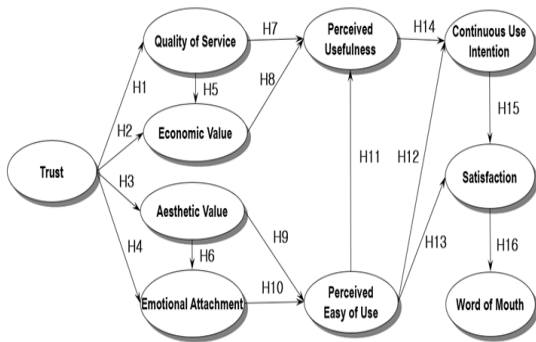 Quality of Service
H7
Perceived
Usefulness
H14
Continuous Use
Intention
H1
H5
H8
H2
Economic Value
H15
Trust
H3
H11
H12
Satisfaction
Aesthetic Value
H4
H9
H13
H6
H16
Emotional Attachment
H10
Perceived
Easy of Use
Word of Mouth